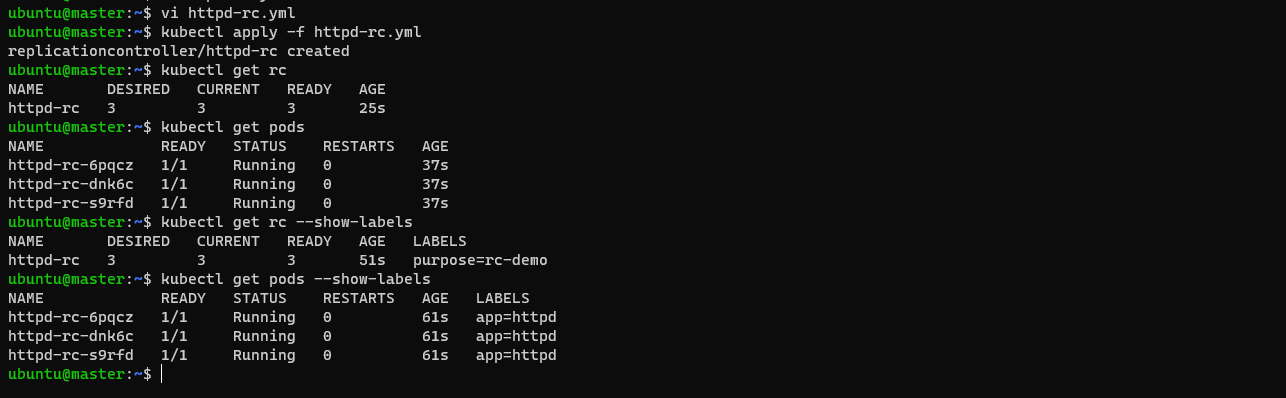 ubuntu@master:~$ vi httpd-rc.yml
ubuntu@master:~$ kubectl apply -f httpd-rc.yml
replicationcontroller/httpd-rc created
ubuntu@master:~$ kubectl get rc
NAME       DESIRED   CURRENT   READY   AGE
httpd-rc   3         3         3       25s
ubuntu@master:~$ kubectl get pods
NAME             READY   STATUS    RESTARTS   AGE
httpd-rc-6pqcz   1/1     Running   0          37s
httpd-rc-dnk6c   1/1     Running   0          37s
httpd-rc-s9rfd   1/1     Running   0          37s
ubuntu@master:~$ kubectl get rc --show-labels
NAME       DESIRED   CURRENT   READY   AGE   LABELS
httpd-rc   3         3         3       51s   purpose=rc-demo
ubuntu@master:~$ kubectl get pods --show-labels
NAME             READY   STATUS    RESTARTS   AGE   LABELS
httpd-rc-6pqcz   1/1     Running   0          61s   app=httpd
httpd-rc-dnk6c   1/1     Running   0          61s   app=httpd
httpd-rc-s9rfd   1/1     Running   0          61s   app=httpd
ubuntu@master:~$